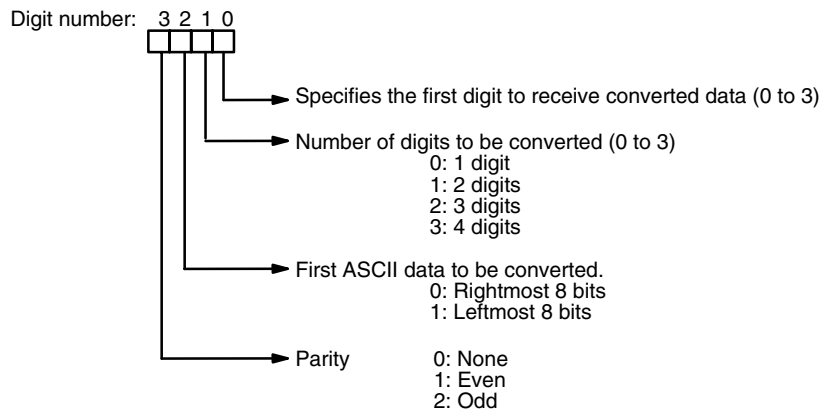 Digit number: 3 2 1 0
Specifies the first digit to receive converted data (0 to 3)
Number of digits to be converted (0 to 3)
0: 1 digit
1: 2 digits
2: 3 digits
3: 4 digits
First ASCII data to be converted.
0: Rightmost 8 bits
1: Leftmost 8 bits
Parity 0: None
1: Even
2: Odd